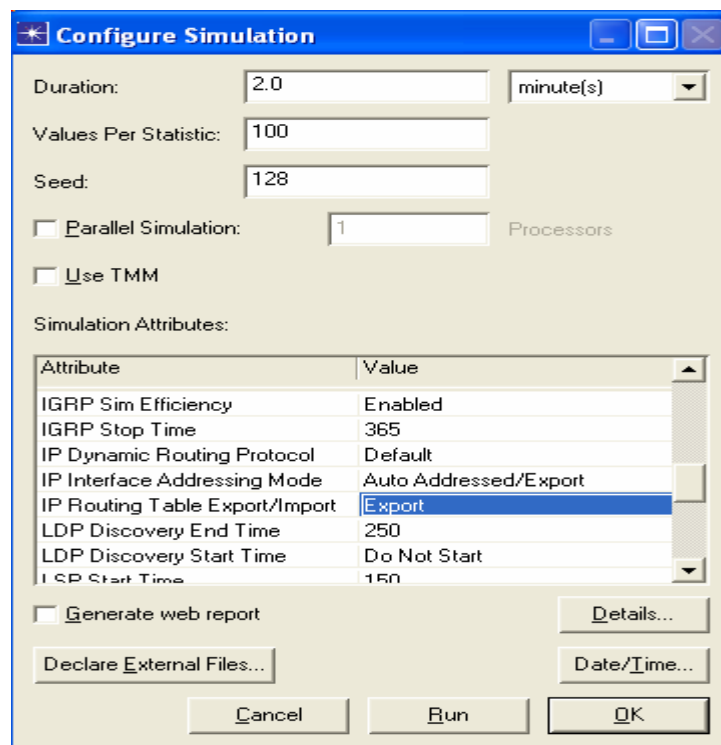 Configure Simulation
Duration: 2.0 minute(s)
Values Per Statistic: 100
Seed: 128
Parallel Simulation: 1 Processors
Use TMM
Simulation Attributes:
Attribute Value
IGRP Sim Efficiency Enabled
IGRP Stop Time 365
IP Dynamic Routing Protocol Default
IP Interface Addressing Mode Auto Addressed/Export
IP Routing Table Export/Import Export
LDP Discovery End Time 250
LDP Discovery Start Time Do Not Start
LSP Start Time 150
Generate web report Details...
Declare External Files... Date/Time...
Cancel Run OK